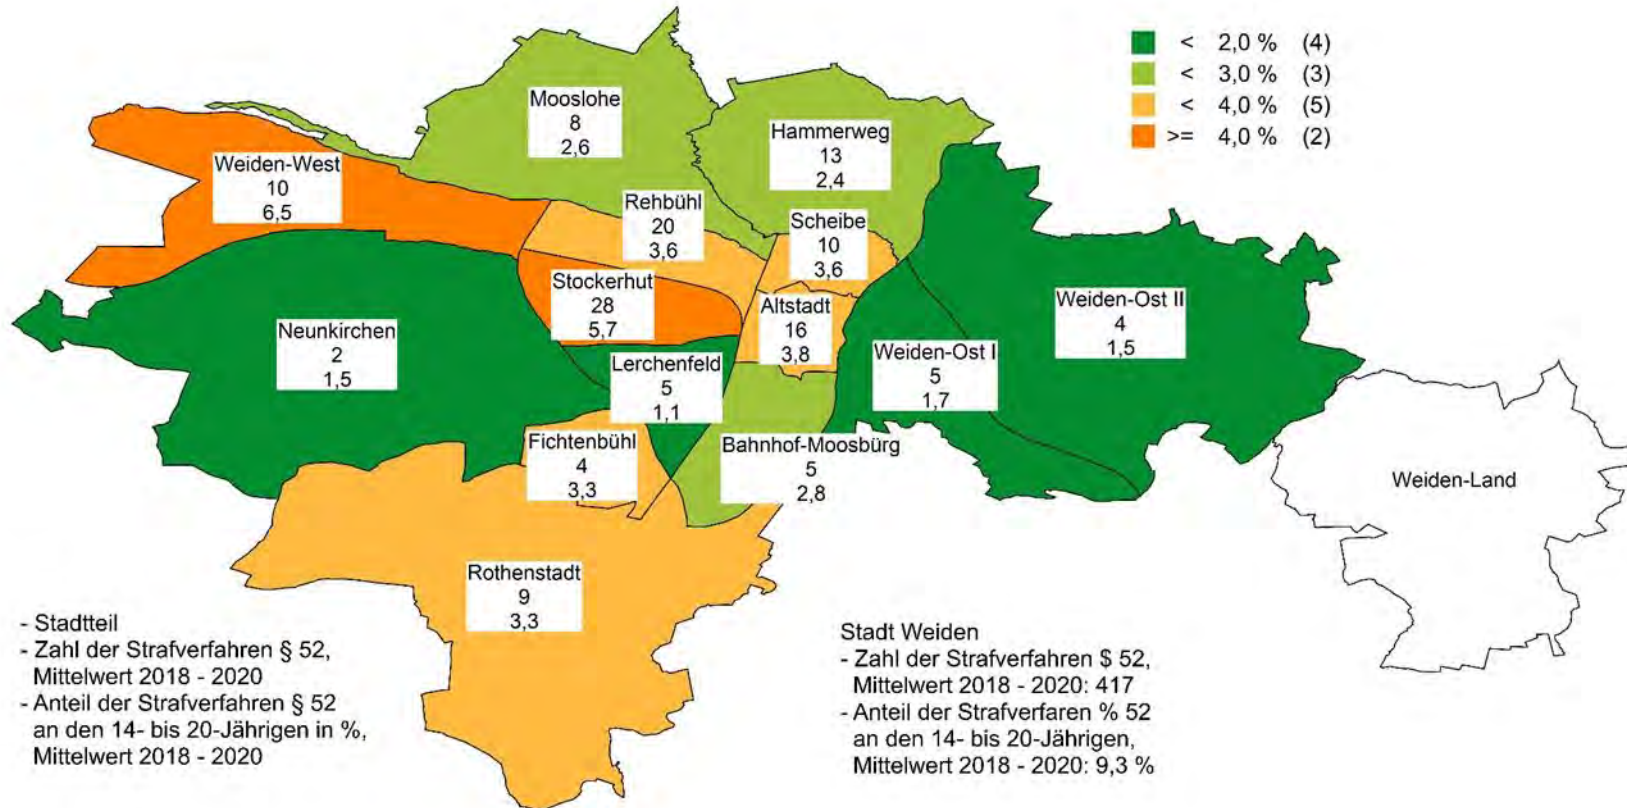 < 2,0 % (4)
< 3,0 % (3)
< 4,0 % (5)
>= 4,0 % (2)
Mooslohe
8
2,6
Hammerweg
13
2,4
Weiden-West
10
6,5
Rehbühl
20
3,6
Scheibe
10
3,6
Stockerhut
28
5,7
Altstadt
16
3,8
Weiden-Ost II
4
1,5
Neunkirchen
2
1,5
Lerchenfeld
5
1,1
Weiden-Ost I
5
1,7
Fichtenbühl
4
3,3
Bahnhof-Moosbürg
5
2,8
Weiden-Land
Rothenstadt
9
3,3
- Stadtteil
- Zahl der Strafverfahren § 52,
Mittelwert 2018 - 2020
- Anteil der Strafverfahren § 52
an den 14- bis 20-Jährigen in %,
Mittelwert 2018 - 2020
Stadt Weiden
- Zahl der Strafverfahren $ 52,
Mittelwert 2018 - 2020: 417
- Anteil der Strafverfaren % 52
an den 14- bis 20-Jährigen,
Mittelwert 2018 - 2020: 9,3 %